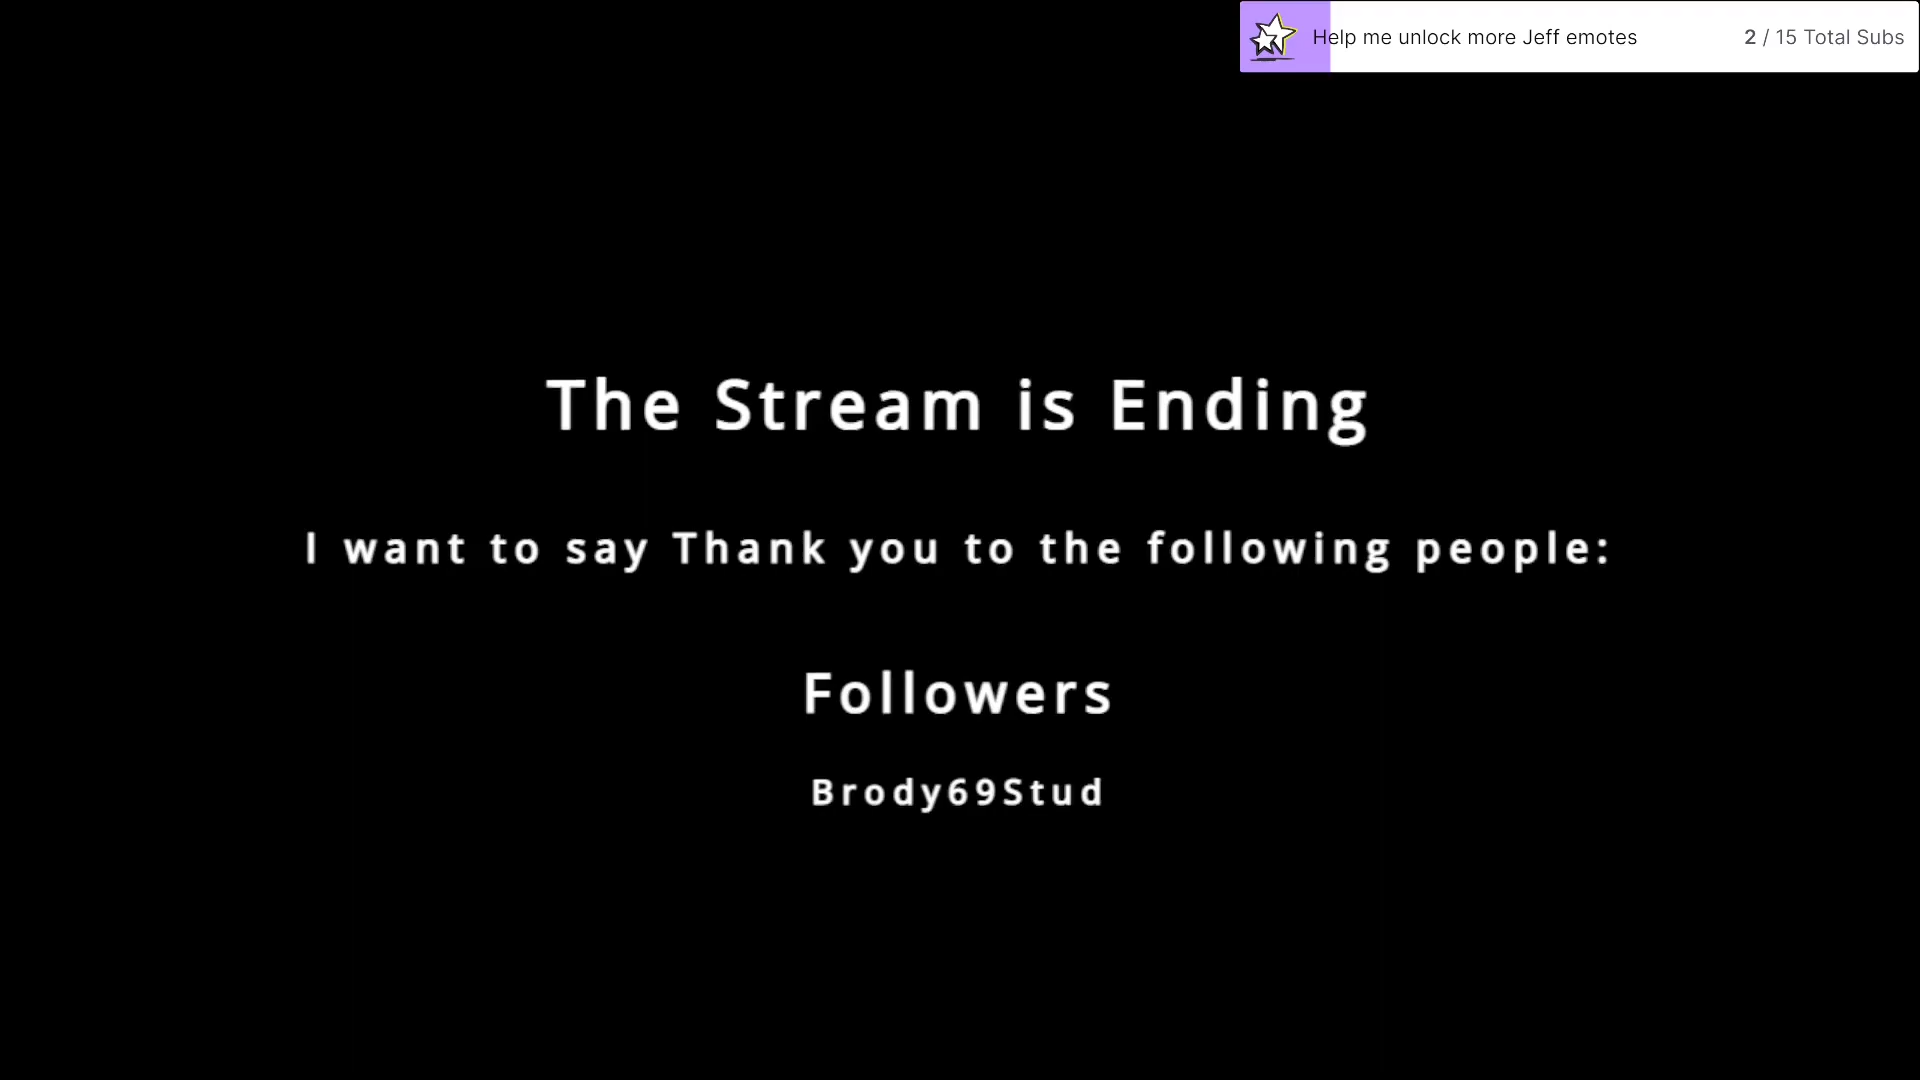 Help me unlock more Jeff emotes
2 / 15 Total Subs
The Stream is Ending
I want to say Thank you to the following people:
Followers
Brody69Stud